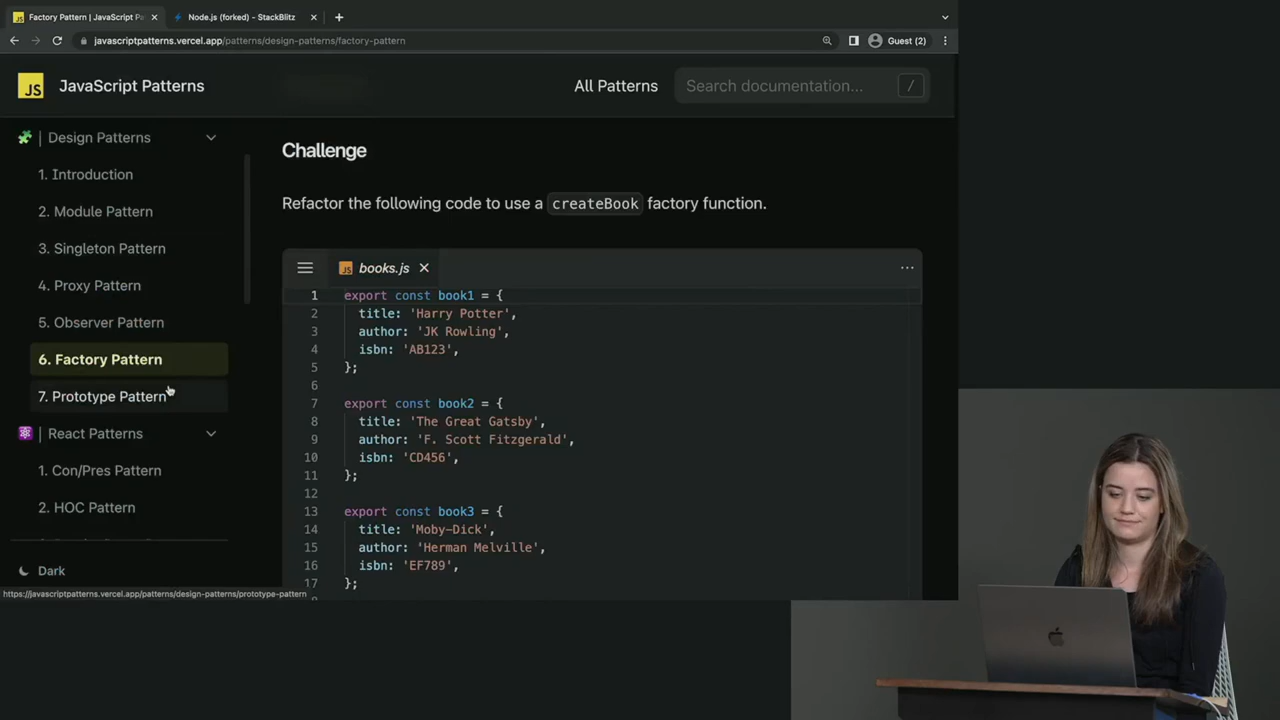 Factory Pattern | JavaScript Pa
Node.js (forked) - StackBlitz
javascriptpatterns.vercel.app/patterns/design-patterns/factory-pattern
Guest (2)
JS
JavaScript Patterns
All Patterns
Search documentation...
/
Design Patterns
1. Introduction
2. Module Pattern
3. Singleton Pattern
4. Proxy Pattern
5. Observer Pattern
6. Factory Pattern
7. Prototype Pattern
React Patterns
1. Con/Pres Pattern
2. HOC Pattern
Dark
https://javascriptpatterns.vercel.app/patterns/design-patterns/prototype-pattern
Challenge
Refactor the following code to use a createBook factory function.
JS books.js
1 export const book1 = {
2 title: 'Harry Potter',
3 author: 'JK Rowling',
4 isbn: 'AB123',
5 };
6
7 export const book2 = {
8 title: 'The Great Gatsby',
9 author: 'F. Scott Fitzgerald',
10 isbn: 'CD456',
11 };
12
13 export const book3 = {
14 title: 'Moby-Dick',
15 author: 'Herman Melville',
16 isbn: 'EF789',
17 };